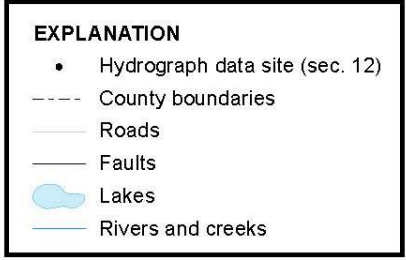 EXPLANATION
Hydrograph data site (sec. 12)
County boundaries
Roads
Faults
Lakes
Rivers and creeks